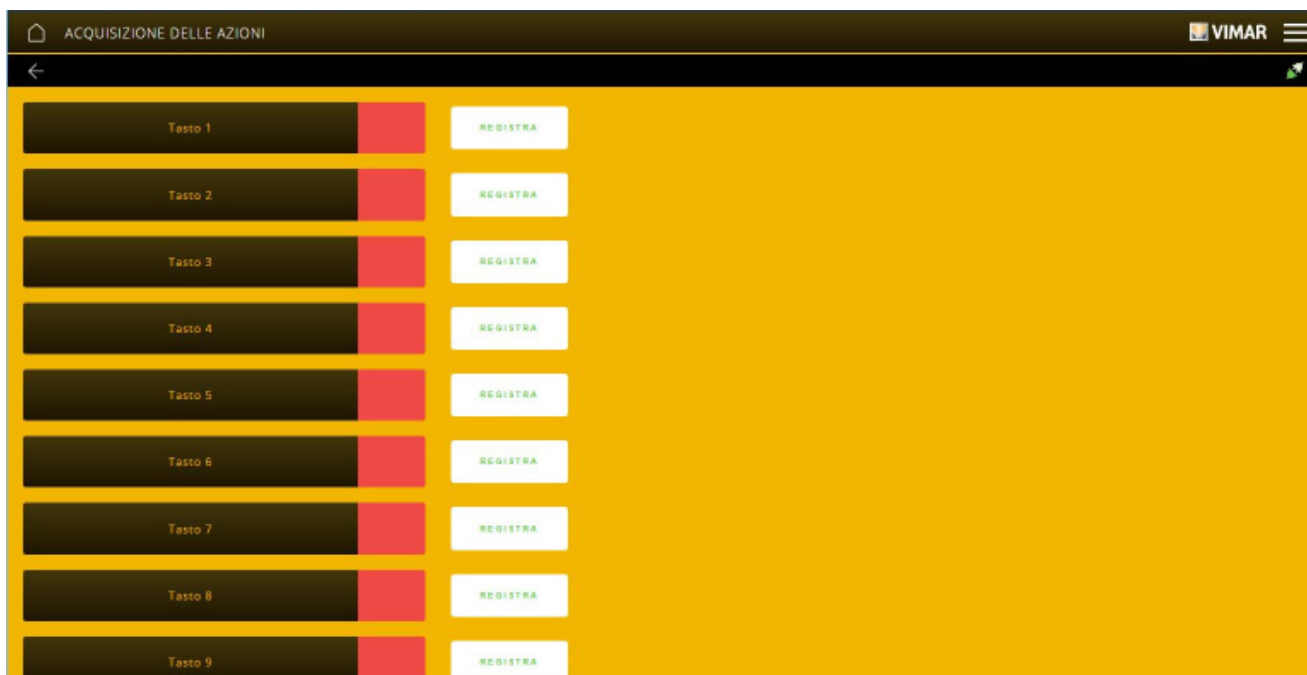 ACQUISIZIONE DELLE AZIONI
VIMAR
Tasto 1
REGISTRA
Tasto 2
REGISTRA
Tasto 3
REGISTRA
Tasto 4
REGISTRA
Tasto 5
REGISTRA
Tasto 6
REGISTRA
Tasto 7
REGISTRA
Tasto 8
REGISTRA
Tasto 9
REGISTRA